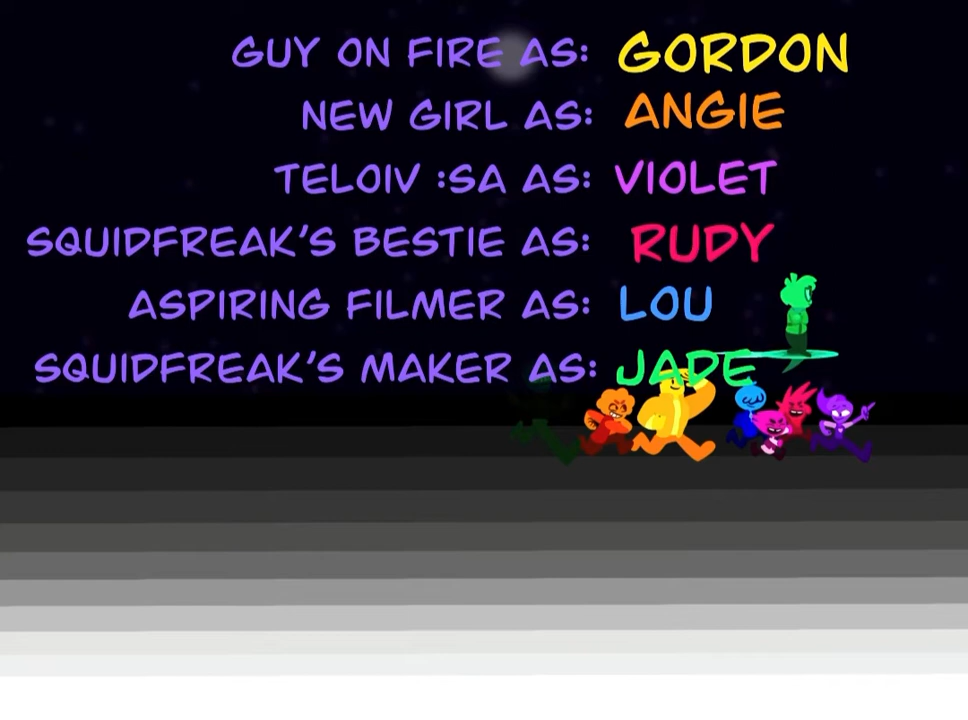 GUY ON FIRE AS: GORDON
NEW GIRL AS: ANGIE
TELOIV :SA AS: VIOLET
SQUIDFREAK'S BESTIE AS: RUDY
ASPIRING FILMER AS: LOU
SQUIDFREAK'S MAKER AS: JADE